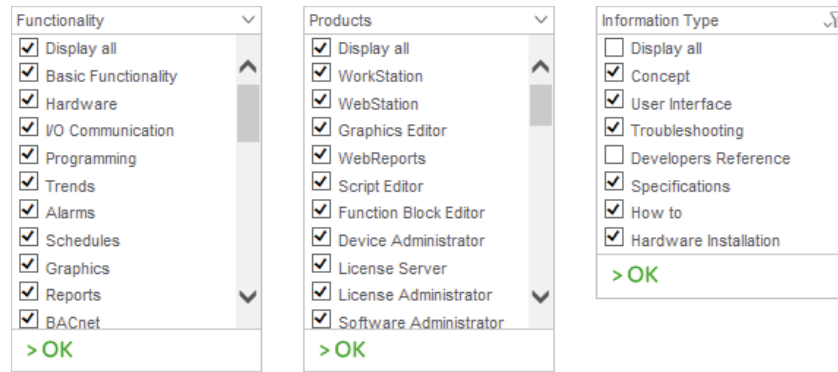 Functionality
Display all
Basic Functionality
Hardware
I/O Communication
Programming
Trends
Alarms
Schedules
Graphics
Reports
BACnet
> OK
Products
Display all
WorkStation
WebStation
Graphics Editor
WebReports
Script Editor
Function Block Editor
Device Administrator
License Server
License Administrator
Software Administrator
> OK
Information Type
Display all
Concept
User Interface
Troubleshooting
Developers Reference
Specifications
How to
Hardware Installation
> OK